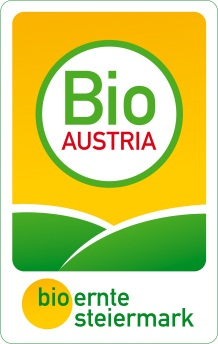 Bio
AUSTRIA
bio ernte
steiermark